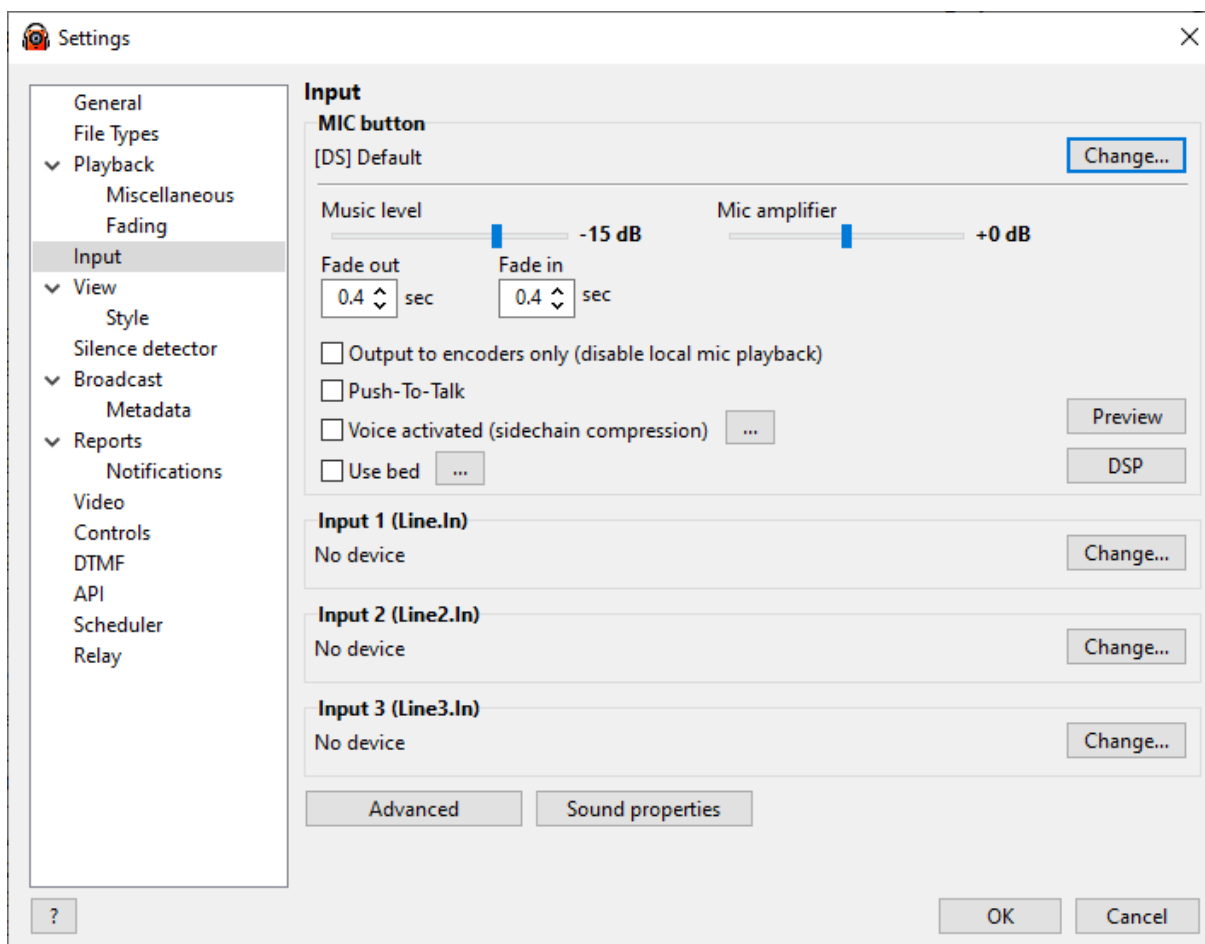 Settings
General
File Types
Playback
Miscellaneous
Fading
Input
View
Style
Silence detector
Broadcast
Metadata
Reports
Notifications
Video
Controls
DTMF
API
Scheduler
Relay
Input
MIC button
[DS] Default
Change...
Music level
-15 dB
Mic amplifier
+0 dB
Fade out
0.4 sec
Fade in
0.4 sec
Output to encoders only (disable local mic playback)
Push-To-Talk
Voice activated (sidechain compression) ...
Use bed ...
Preview
DSP
Input 1 (Line.In)
No device
Change...
Input 2 (Line2.In)
No device
Change...
Input 3 (Line3.In)
No device
Change...
Advanced
Sound properties
?
OK
Cancel